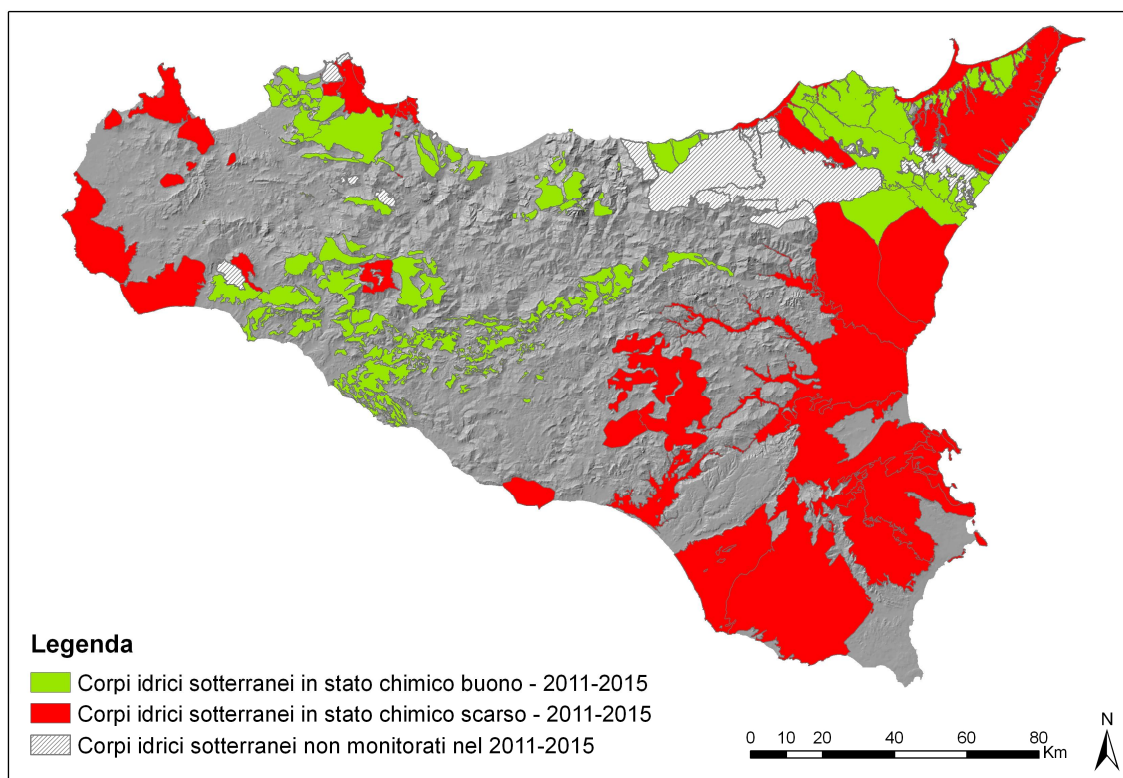 Legenda
Corpi idrici sotterranei in stato chimico buono - 2011-2015
Corpi idrici sotterranei in stato chimico scarso - 2011-2015
Corpi idrici sotterranei non monitorati nel 2011-2015
0 10 20 40 60 80
Km
N